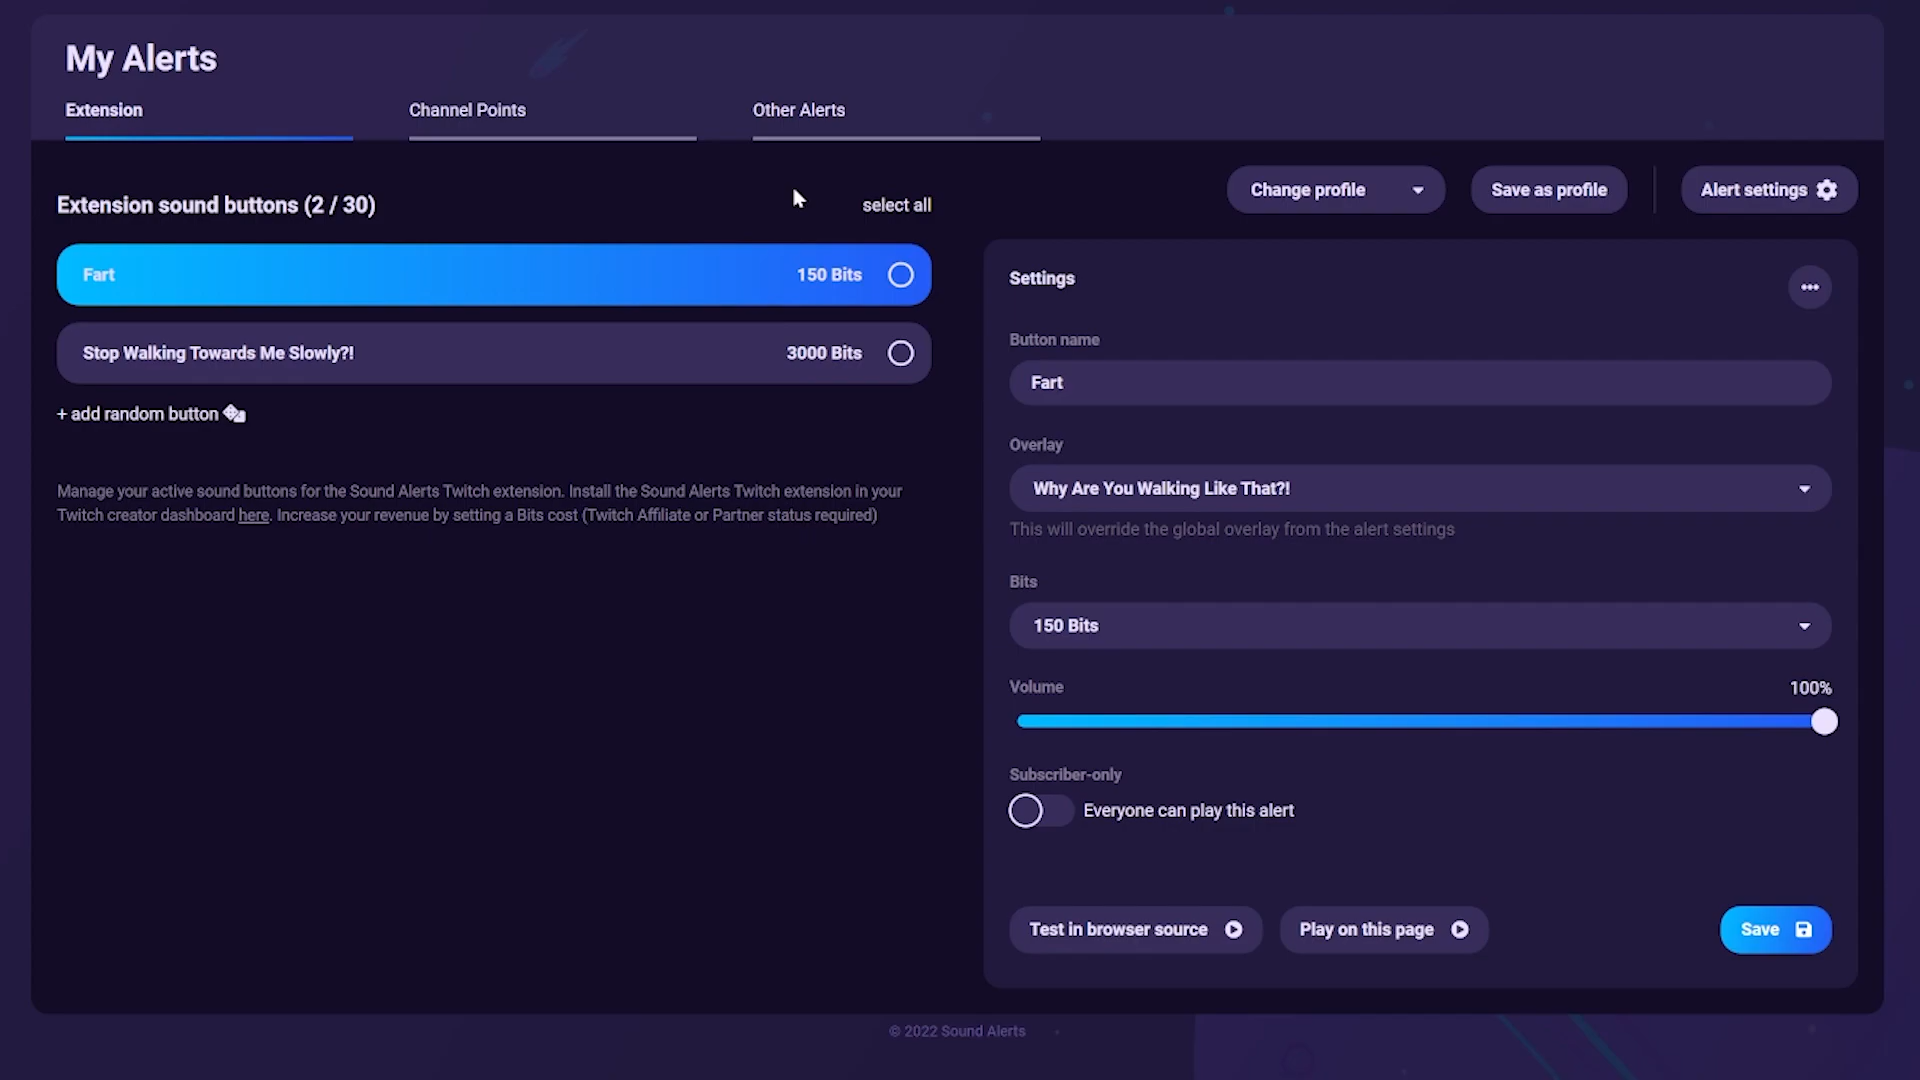 My Alerts
Extension
Channel Points
Other Alerts
Extension sound buttons (2 / 30)
select all
Change profile
Save as profile
Alert settings
Fart
150 Bits
Stop Walking Towards Me Slowly?!
3000 Bits
+ add random button
Manage your active sound buttons for the Sound Alerts Twitch extension. Install the Sound Alerts Twitch extension in your
Twitch creator dashboard here. Increase your revenue by setting a Bits cost (Twitch Affiliate or Partner status required)
Settings
Button name
Fart
Overlay
Why Are You Walking Like That?!
This will override the global overlay from the alert settings
Bits
150 Bits
Volume
100%
Subscriber-only
Everyone can play this alert
Test in browser source
Play on this page
Save
© 2022 Sound Alerts